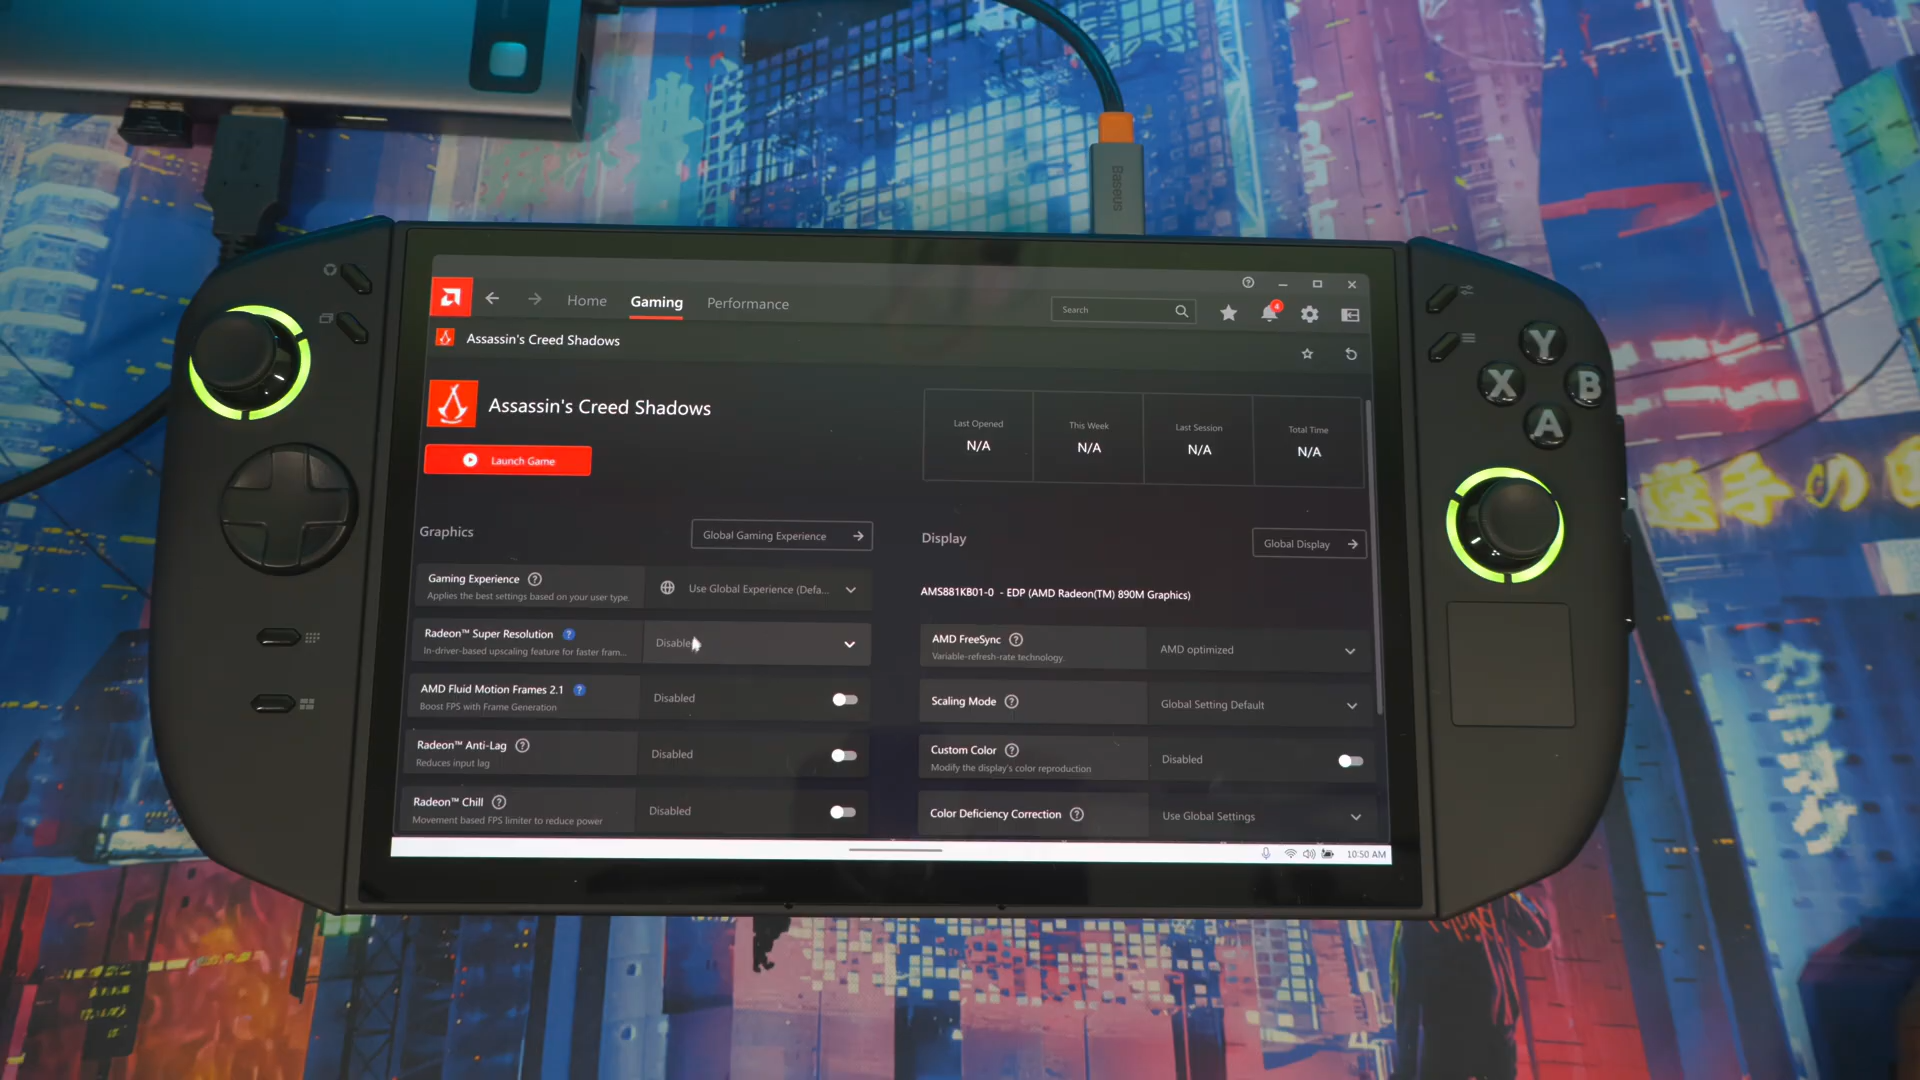 Baseus
Home
Gaming
Performance
Search
4
Assassin's Creed Shadows
Assassin's Creed Shadows
Launch Game
Last Opened
N/A
This Week
N/A
Last Session
N/A
Total Time
N/A
Graphics
Global Gaming Experience
Gaming Experience
Applies the best settings based on your user type.
Use Global Experience (Defa...
Radeon™ Super Resolution
In-driver-based upscaling feature for faster fram...
Disable
AMD Fluid Motion Frames 2.1
Boost FPS with Frame Generation
Disabled
Radeon™ Anti-Lag
Reduces input lag
Disabled
Radeon™ Chill
Movement based FPS limiter to reduce power
Disabled
Display
Global Display
AMS881KB01-0 - EDP (AMD Radeon(TM) 890M Graphics)
AMD FreeSync
Variable-refresh-rate technology
AMD optimized
Scaling Mode
Global Setting Default
Custom Color
Modify the display's color reproduction
Disabled
Color Deficiency Correction
Use Global Settings
10:50 AM
Y
X
B
A